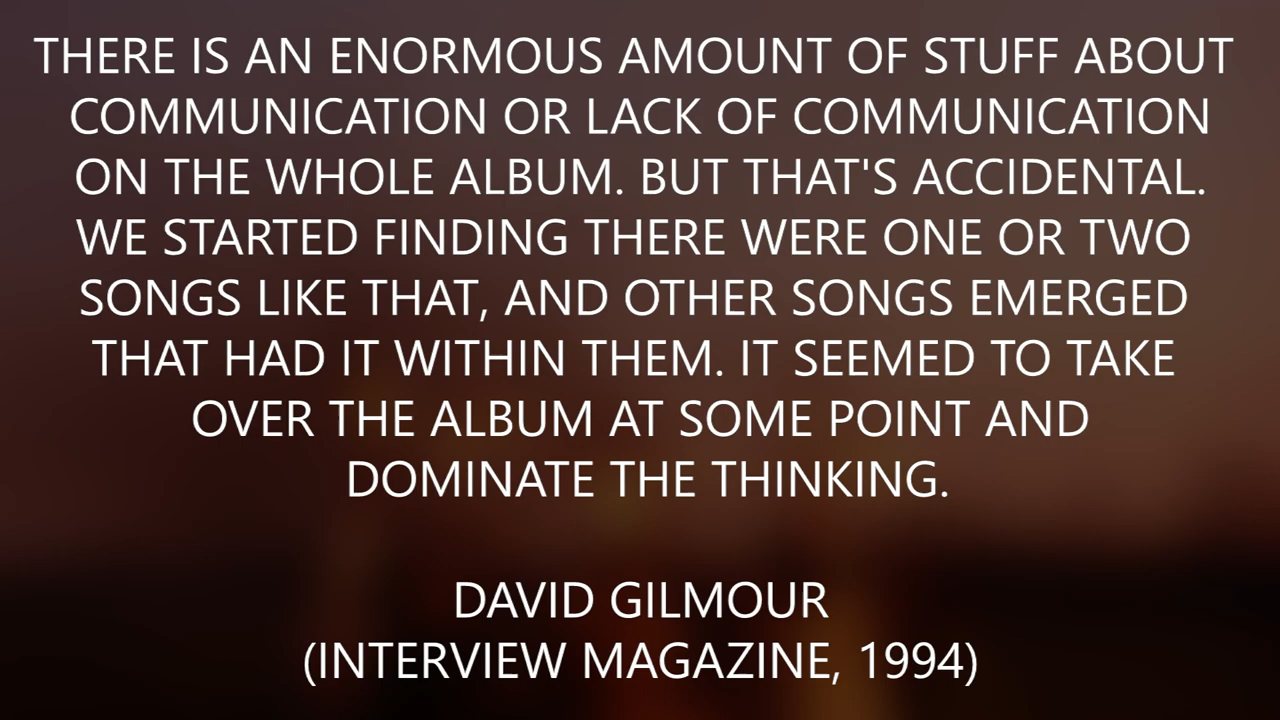 THERE IS AN ENORMOUS AMOUNT OF STUFF ABOUT
COMMUNICATION OR LACK OF COMMUNICATION
ON THE WHOLE ALBUM. BUT THAT'S ACCIDENTAL.
WE STARTED FINDING THERE WERE ONE OR TWO
SONGS LIKE THAT, AND OTHER SONGS EMERGED
THAT HAD IT WITHIN THEM. IT SEEMED TO TAKE
OVER THE ALBUM AT SOME POINT AND
DOMINATE THE THINKING.
DAVID GILMOUR
(INTERVIEW MAGAZINE, 1994)